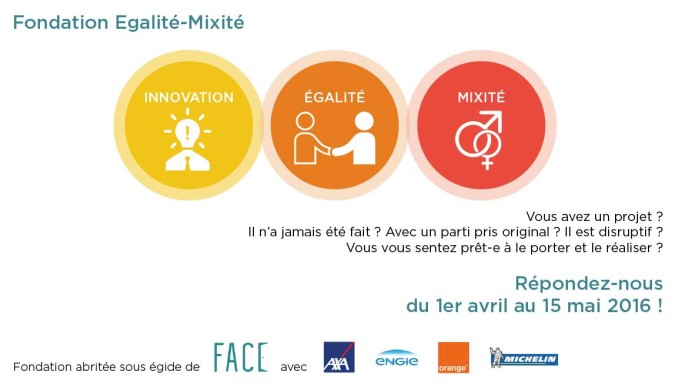 Fondation Egalité-Mixité
INNOVATION
ÉGALITÉ
MIXITÉ
Vous avez un projet ?
Il n'a jamais été fait ? Avec un parti pris original ? Il est disruptif ?
Vous vous sentez prêt-e à le porter et le réaliser ?
Répondez-nous
du 1er avril au 15 mai 2016 !
Fondation abritée sous égide de FACE avec AXA ENGIE orange MICHELIN